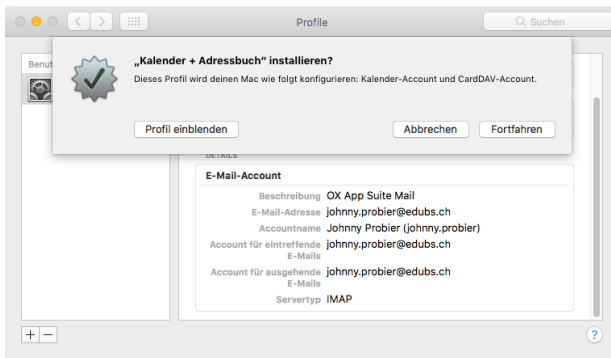 Profile
Suchen
Benut
„Kalender + Adressbuch" installieren?
Dieses Profil wird deinen Mac wie folgt konfigurieren: Kalender-Account und CardDAV-Account.
Profil einblenden
Abbrechen
Fortfahren
DETAILS
E-Mail-Account
Beschreibung OX App Suite Mail
E-Mail-Adresse johnny.probier@edubs.ch
Accountname Johnny Probier (johnny.probier)
Account für eintreffende johnny.probier@edubs.ch
E-Mails
Account für ausgehende johnny.probier@edubs.ch
E-Mails
Servertyp IMAP
+ −
?